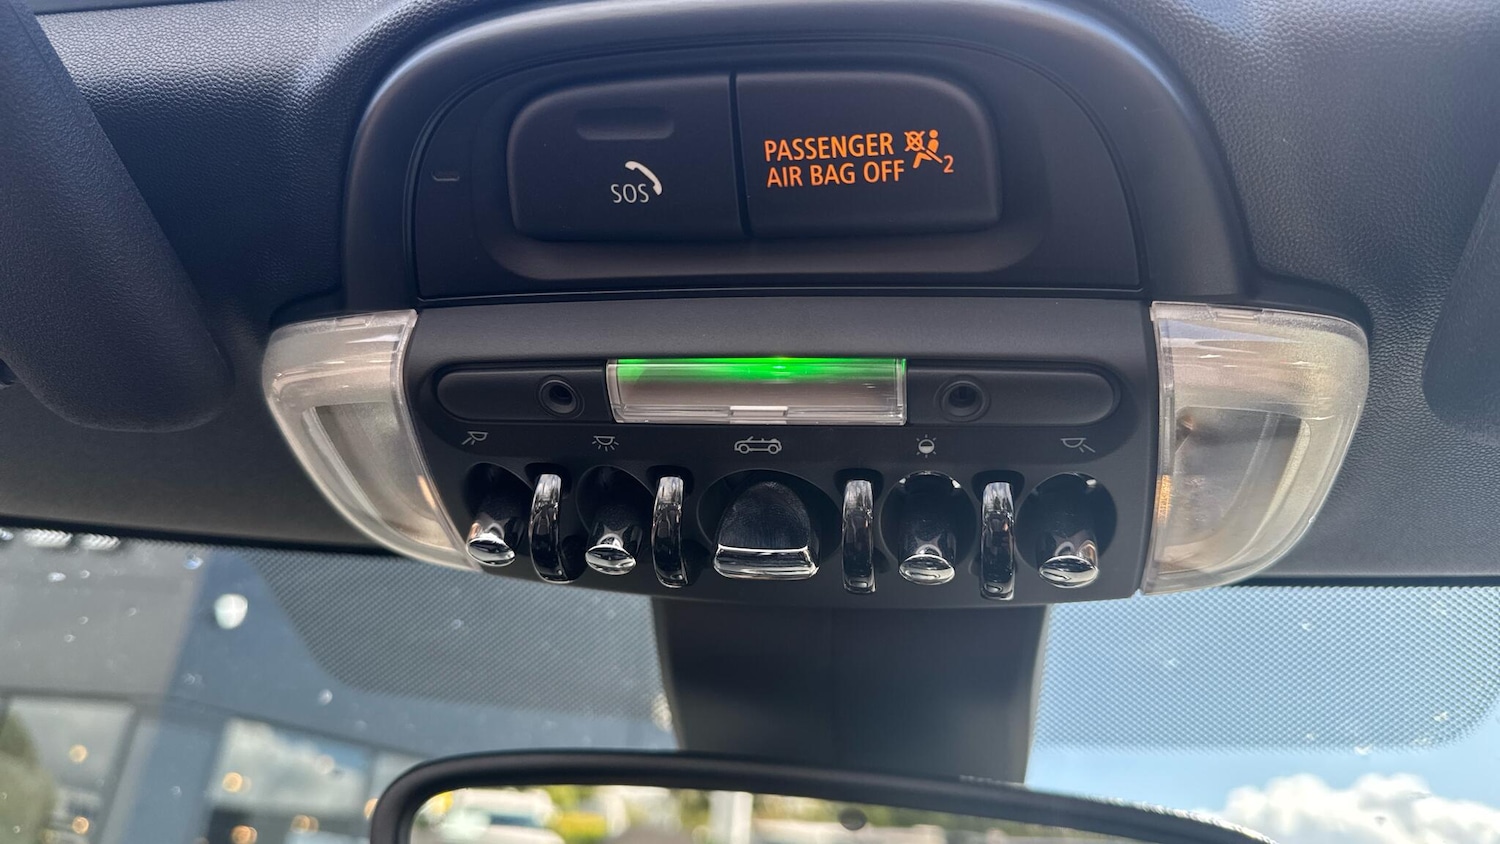 SOS
PASSENGER
AIR BAG OFF
2